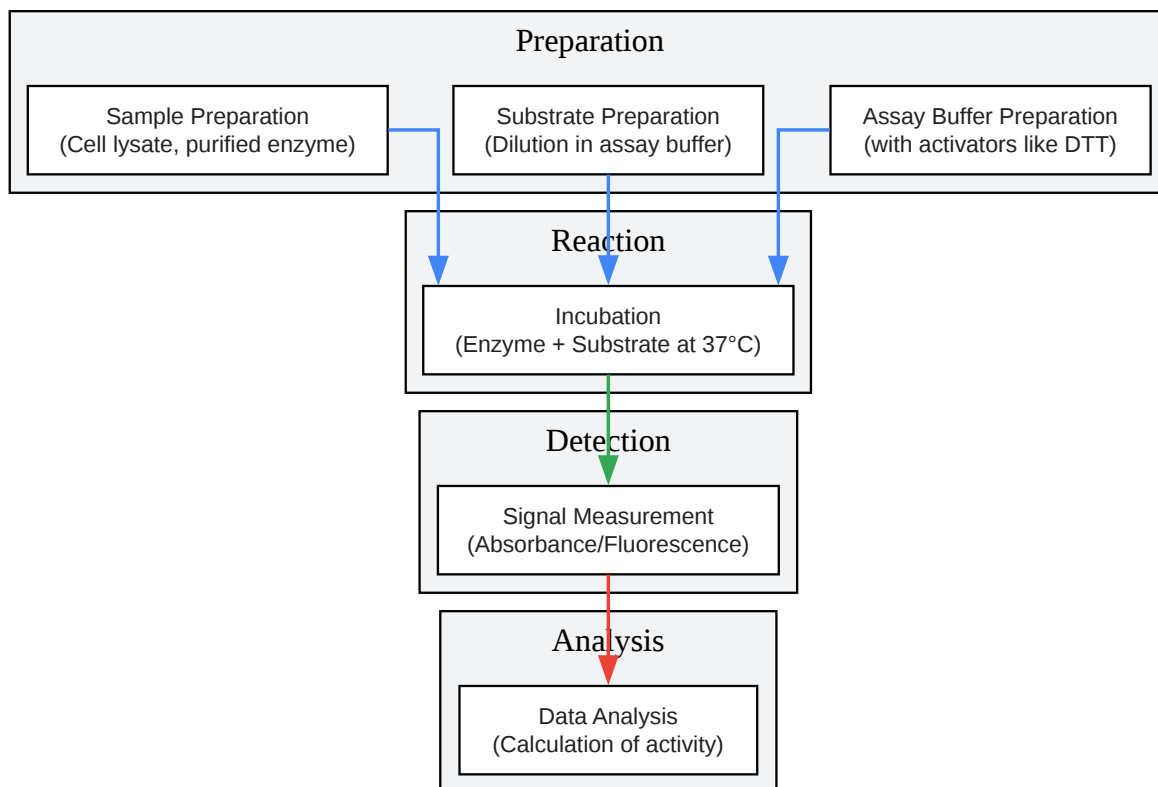 Preparation
Sample Preparation
(Cell lysate, purified enzyme)
Substrate Preparation
(Dilution in assay buffer)
Assay Buffer Preparation
(with activators like DTT)
Reaction
Incubation
(Enzyme + Substrate at 37°C)
Detection
Signal Measurement
(Absorbance/Fluorescence)
Analysis
Data Analysis
(Calculation of activity)